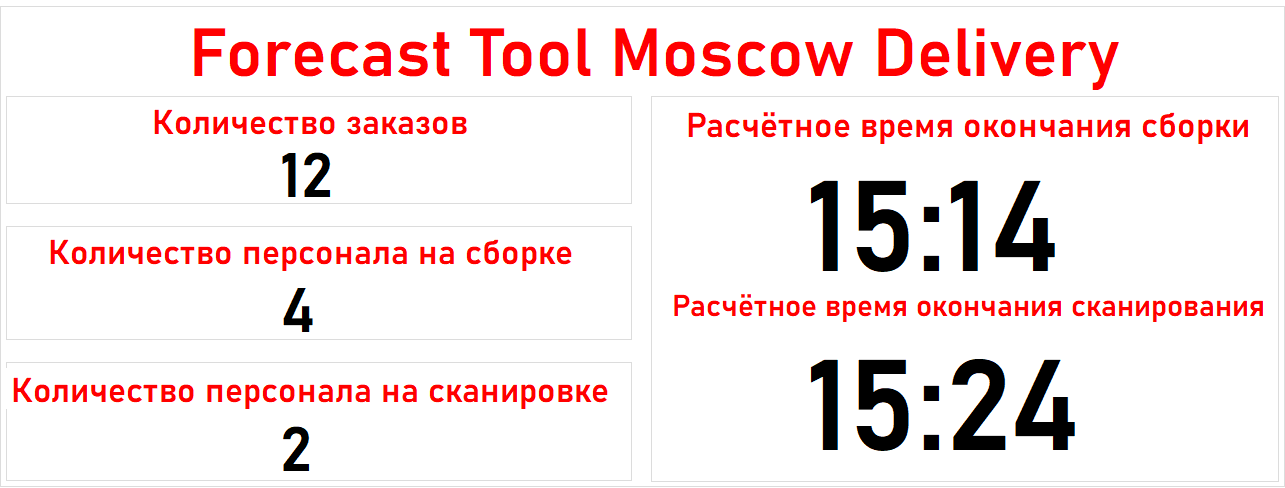 Forecast Tool Moscow Delivery
Количество заказов
12
Количество персонала на сборке
4
Количество персонала на сканировке
2
Расчётное время окончания сборки
15:14
Расчётное время окончания сканирования
15:24